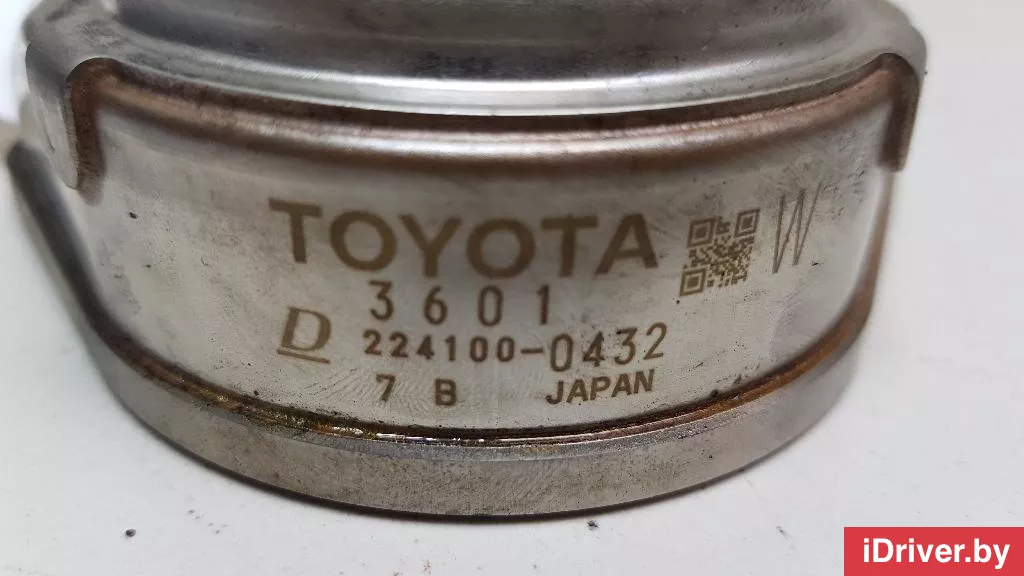 TOYOTA W
3601
D 224100-0432
7 B JAPAN
iDriver.by